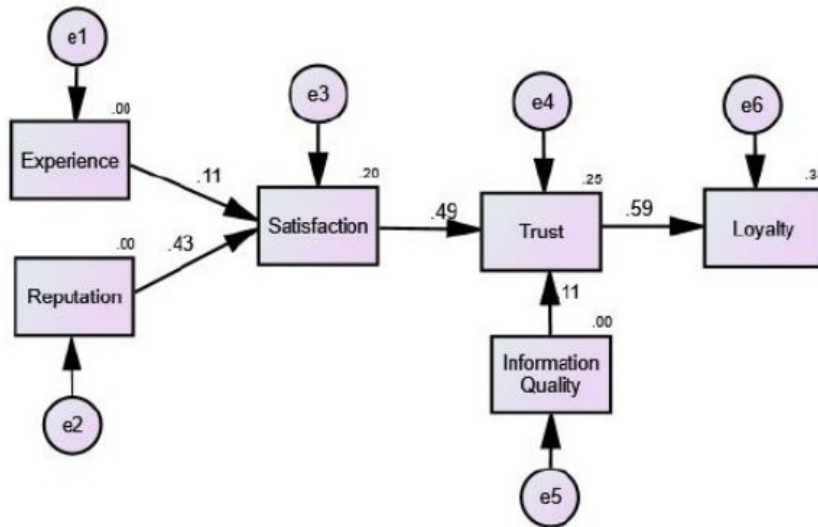 e1
.00
Experience
.11
e3
.20
Satisfaction
.49
e4
.25
Trust
.59
e6
Loyalty
.00
Reputation
.43
e2
11
.00
Information
Quality
e5